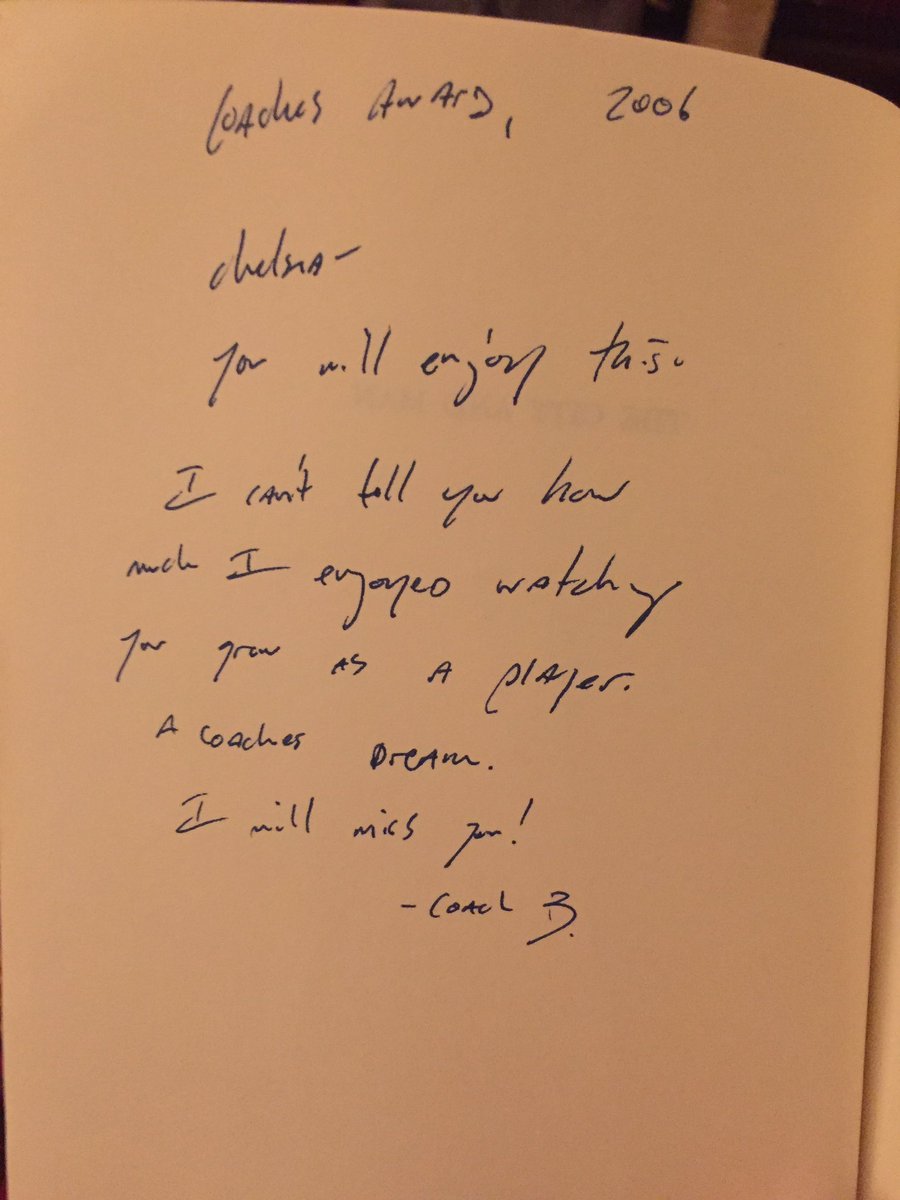 Coaches Award, 2006
Chelsea-
you will enjoy this.
I can't tell you how
much I enjoyed watching
you grow as a player.
A coaches Dream.
I will miss you!
- Coach B.